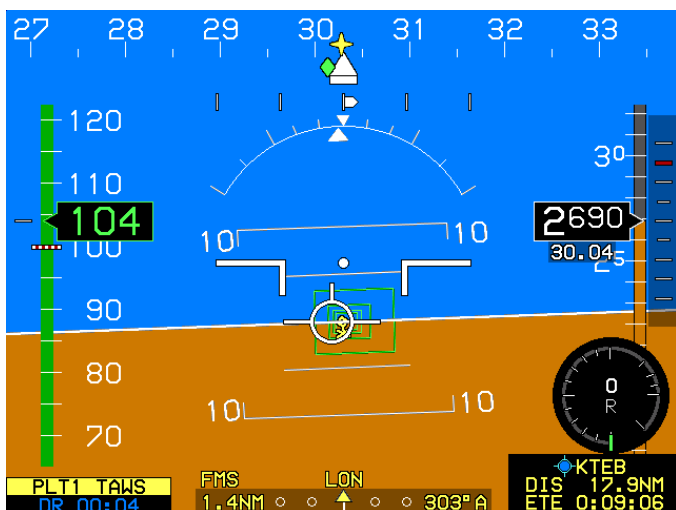 27 28 29 30 31 32 33
120
110
104
100
90
80
70
10 10
10 10
30
2690
30.04
25
0
R
PLT1 TAWS
DR 00:04
FMS LON
1.4NM 303° A
KTEB
DIS 17.9NM
ETE 0:09:06